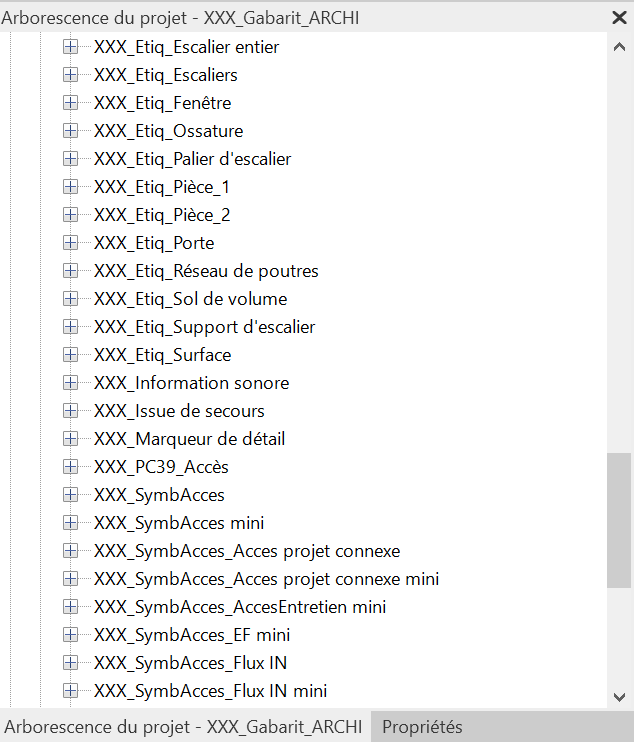 Arborescence du projet - XXX_Gabarit_ARCHI
XXX_Etiq_Escalier entier
XXX_Etiq_Escaliers
XXX_Etiq_Fenêtre
XXX_Etiq_Ossature
XXX_Etiq_Palier d'escalier
XXX_Etiq_Pièce_1
XXX_Etiq_Pièce_2
XXX_Etiq_Porte
XXX_Etiq_Réseau de poutres
XXX_Etiq_Sol de volume
XXX_Etiq_Support d'escalier
XXX_Etiq_Surface
XXX_Information sonore
XXX_Issue de secours
XXX_Marqueur de détail
XXX_PC39_Accès
XXX_SymbAcces
XXX_SymbAcces mini
XXX_SymbAcces_Acces projet connexe
XXX_SymbAcces_Acces projet connexe mini
XXX_SymbAcces_AccesEntretien mini
XXX_SymbAcces_EF mini
XXX_SymbAcces_Flux IN
XXX_SymbAcces_Flux IN mini
Arborescence du projet - XXX_Gabarit_ARCHI Propriétés